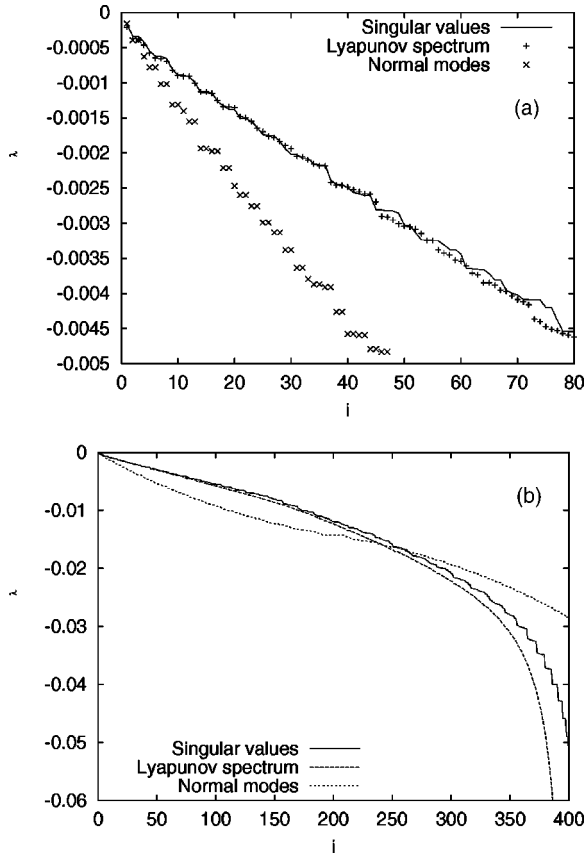 0
-0.0005
-0.001
-0.0015
-0.002
-0.0025
-0.003
-0.0035
-0.004
-0.0045
-0.005
Singular values
Lyapunov spectrum
Normal modes
(a)
λ
0 10 20 30 40 50 60 70 80
i
0
-0.01
-0.02
-0.03
-0.04
-0.05
-0.06
(b)
λ
Singular values
Lyapunov spectrum
Normal modes
0 50 100 150 200 250 300 350 400
i